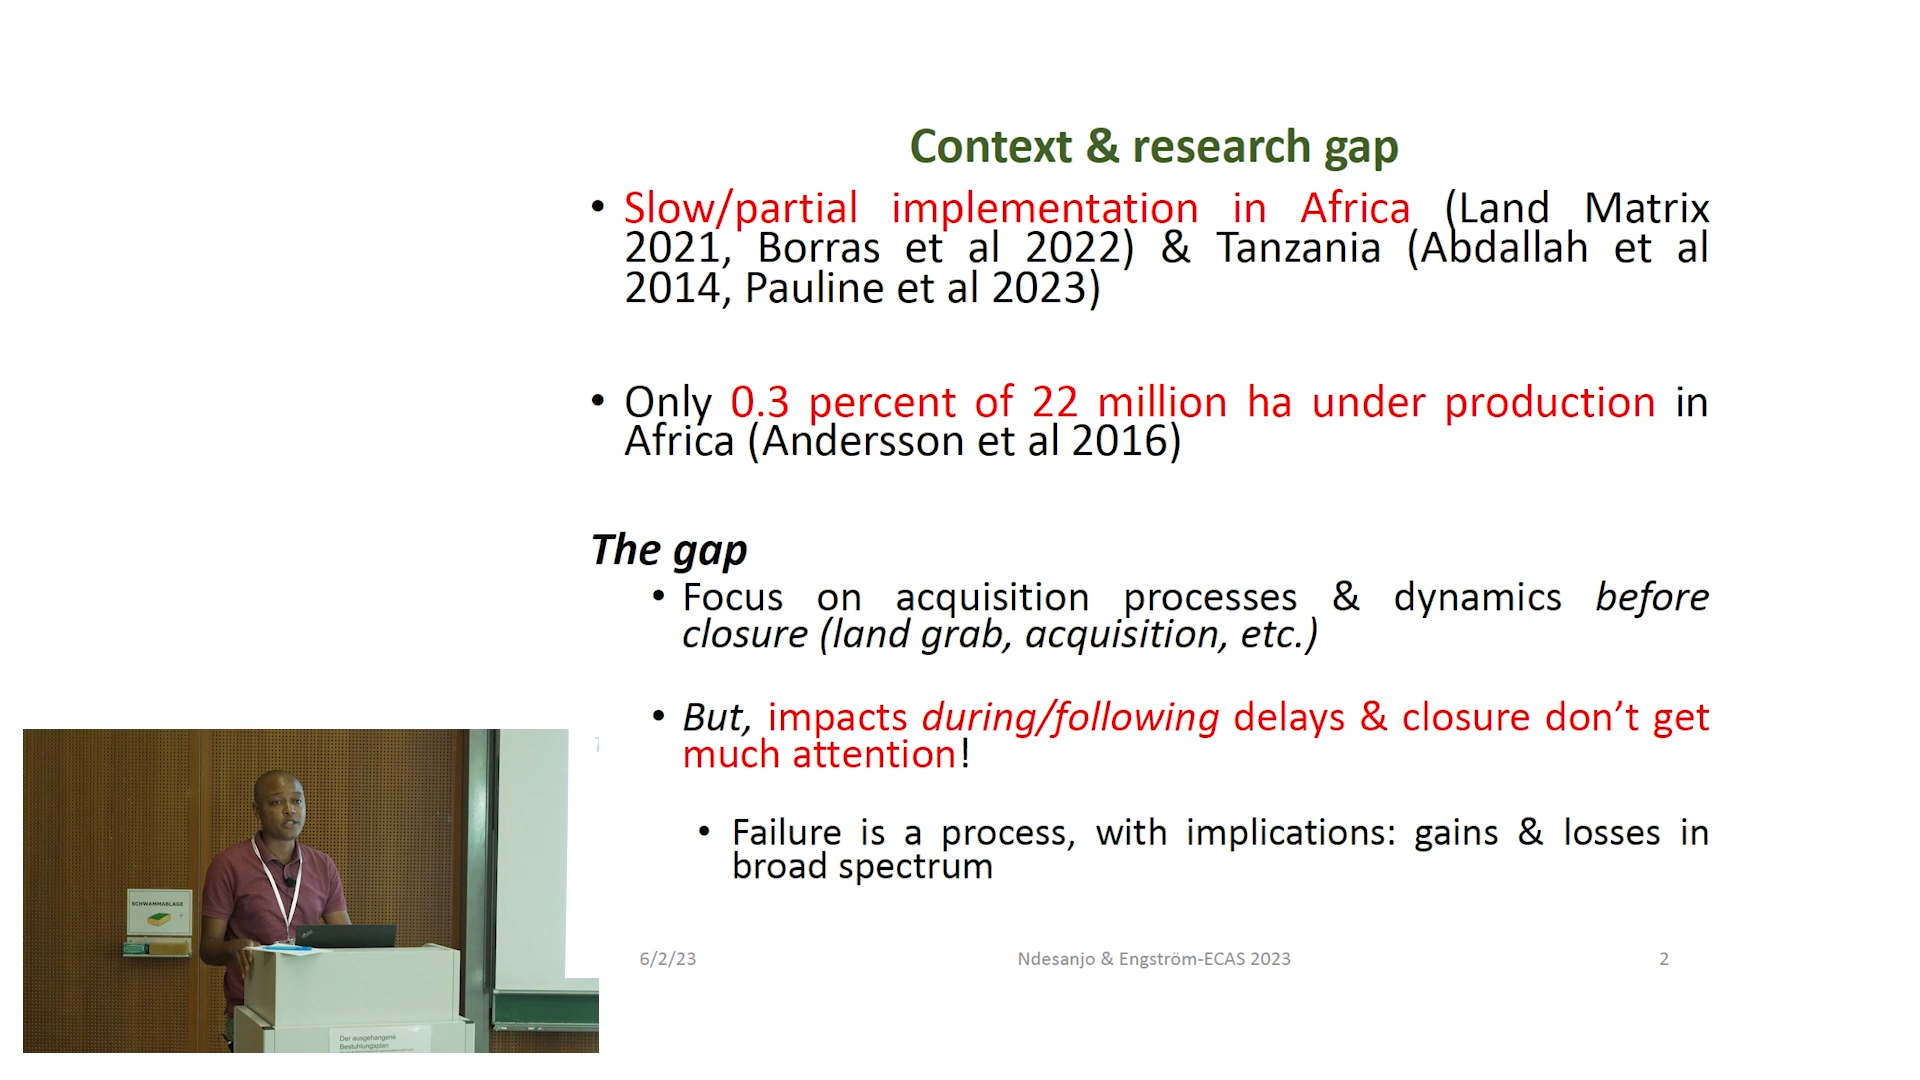 Context & research gap
• Slow/partial implementation in Africa (Land Matrix
2021, Borras et al 2022) & Tanzania (Abdallah et al
2014, Pauline et al 2023)
• Only 0.3 percent of 22 million ha under production in
Africa (Andersson et al 2016)
The gap
• Focus on acquisition processes & dynamics before
closure (land grab, acquisition, etc.)
• But, impacts during/following delays & closure don’t get
much attention!
• Failure is a process, with implications: gains & losses in
broad spectrum
6/2/23
Ndesanjo & Engström-ECAS 2023
2
SCHWAMMABLAGE
Der ausgehangene
Bestuhlungsplan